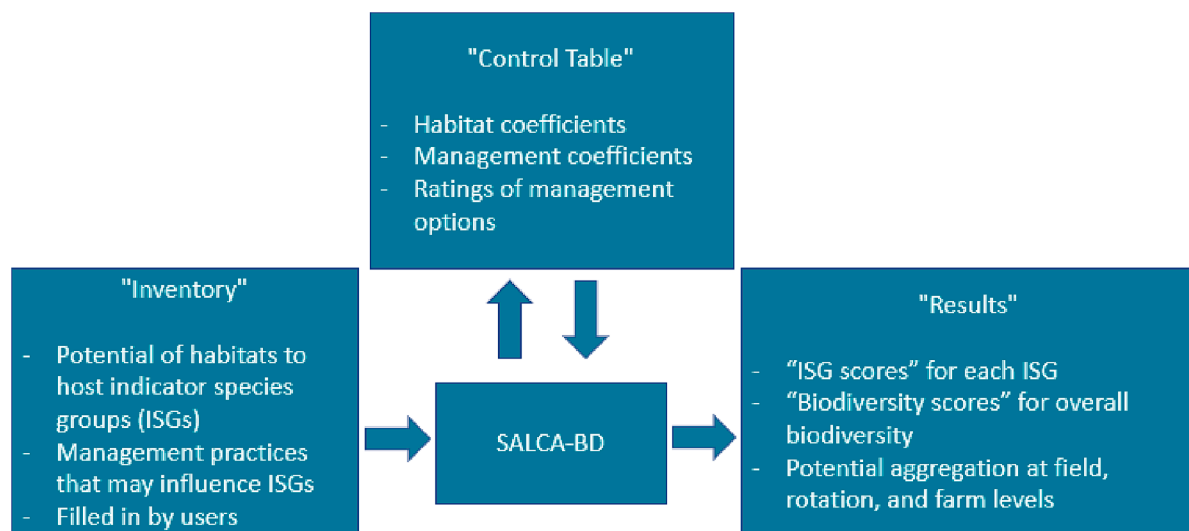 "Control Table"
- Habitat coefficients
- Management coefficients
- Ratings of management
options
"Inventory"
- Potential of habitats to
host indicator species
groups (ISGs)
- Management practices
that may influence ISGs
- Filled in by users
SALCA-BD
"Results"
- “ISG scores” for each ISG
- “Biodiversity scores” for overall
biodiversity
- Potential aggregation at field,
rotation, and farm levels